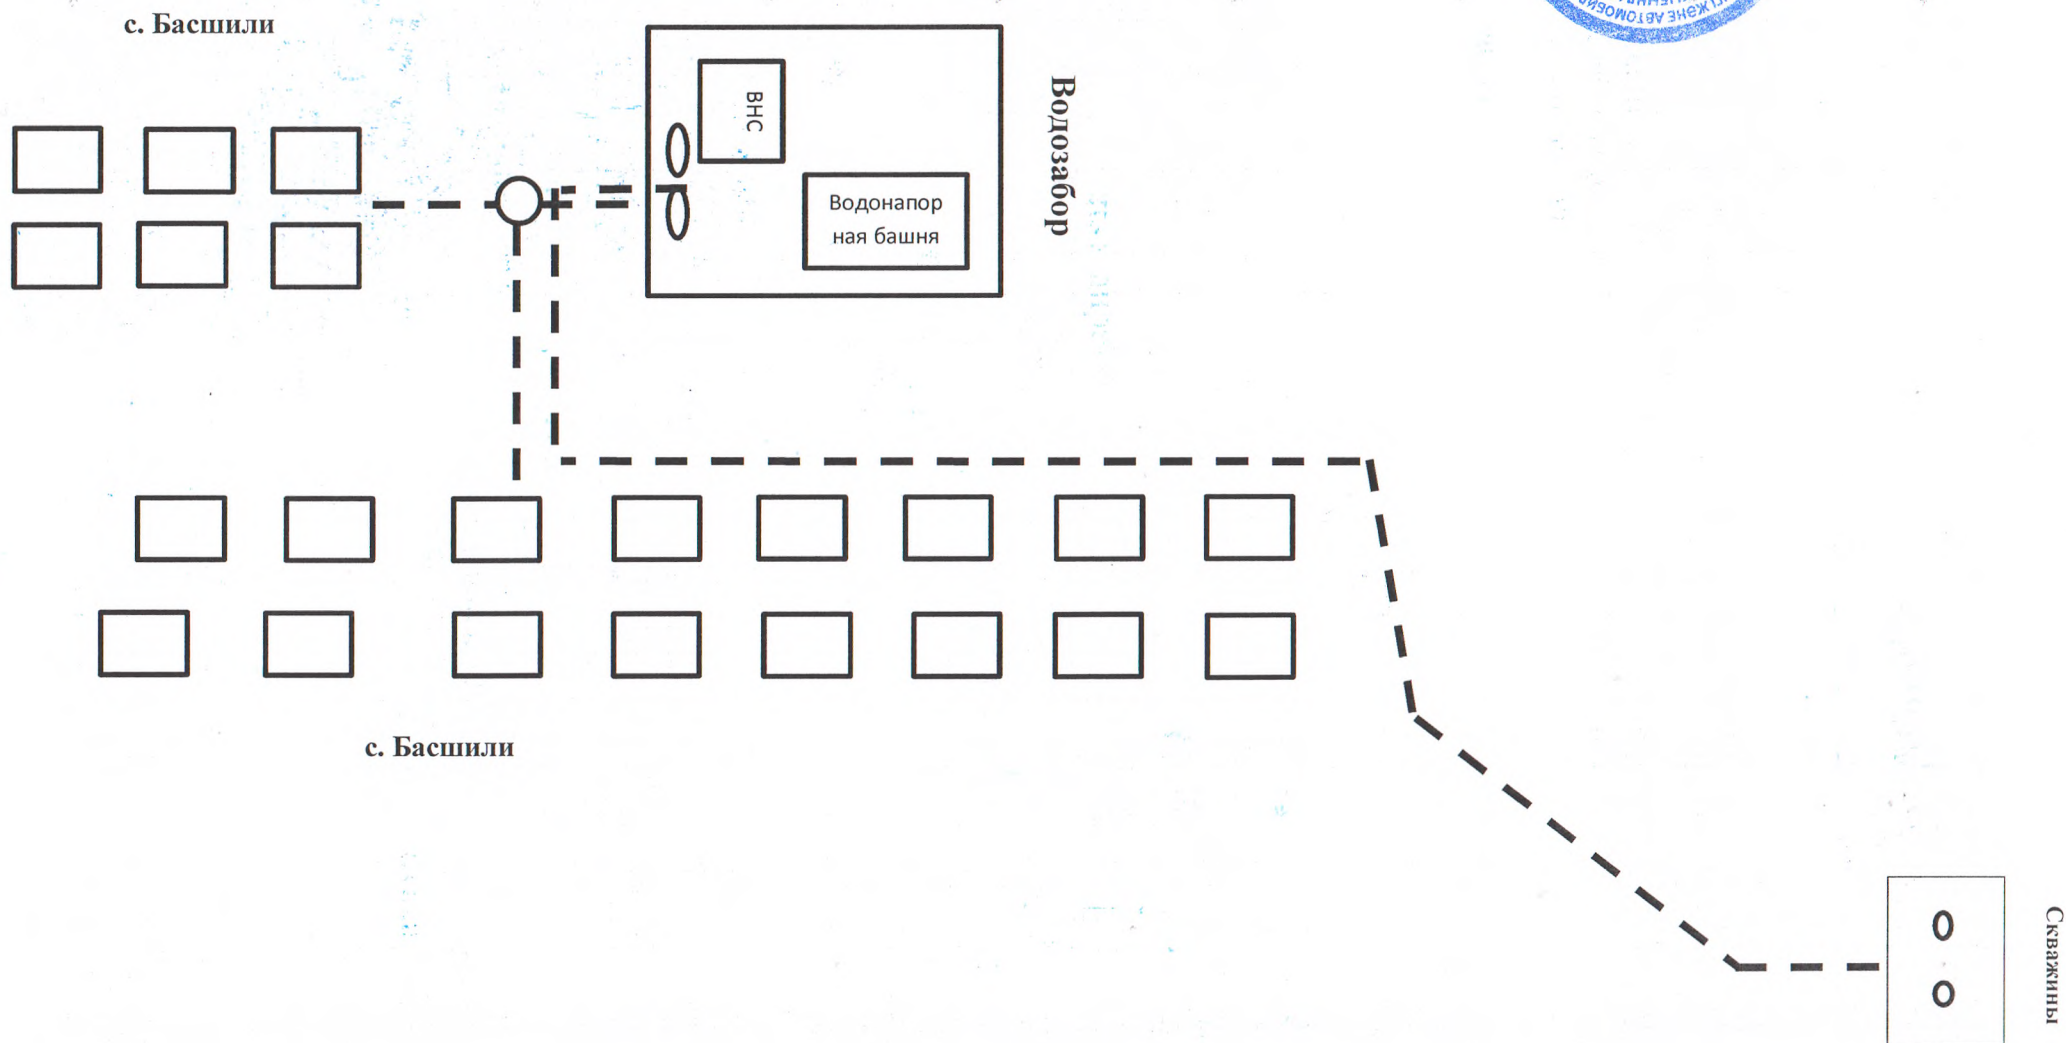 с. Басшили
ВНС
Водонапор
ная башня
Водозабор
с. Басшили
Скважины